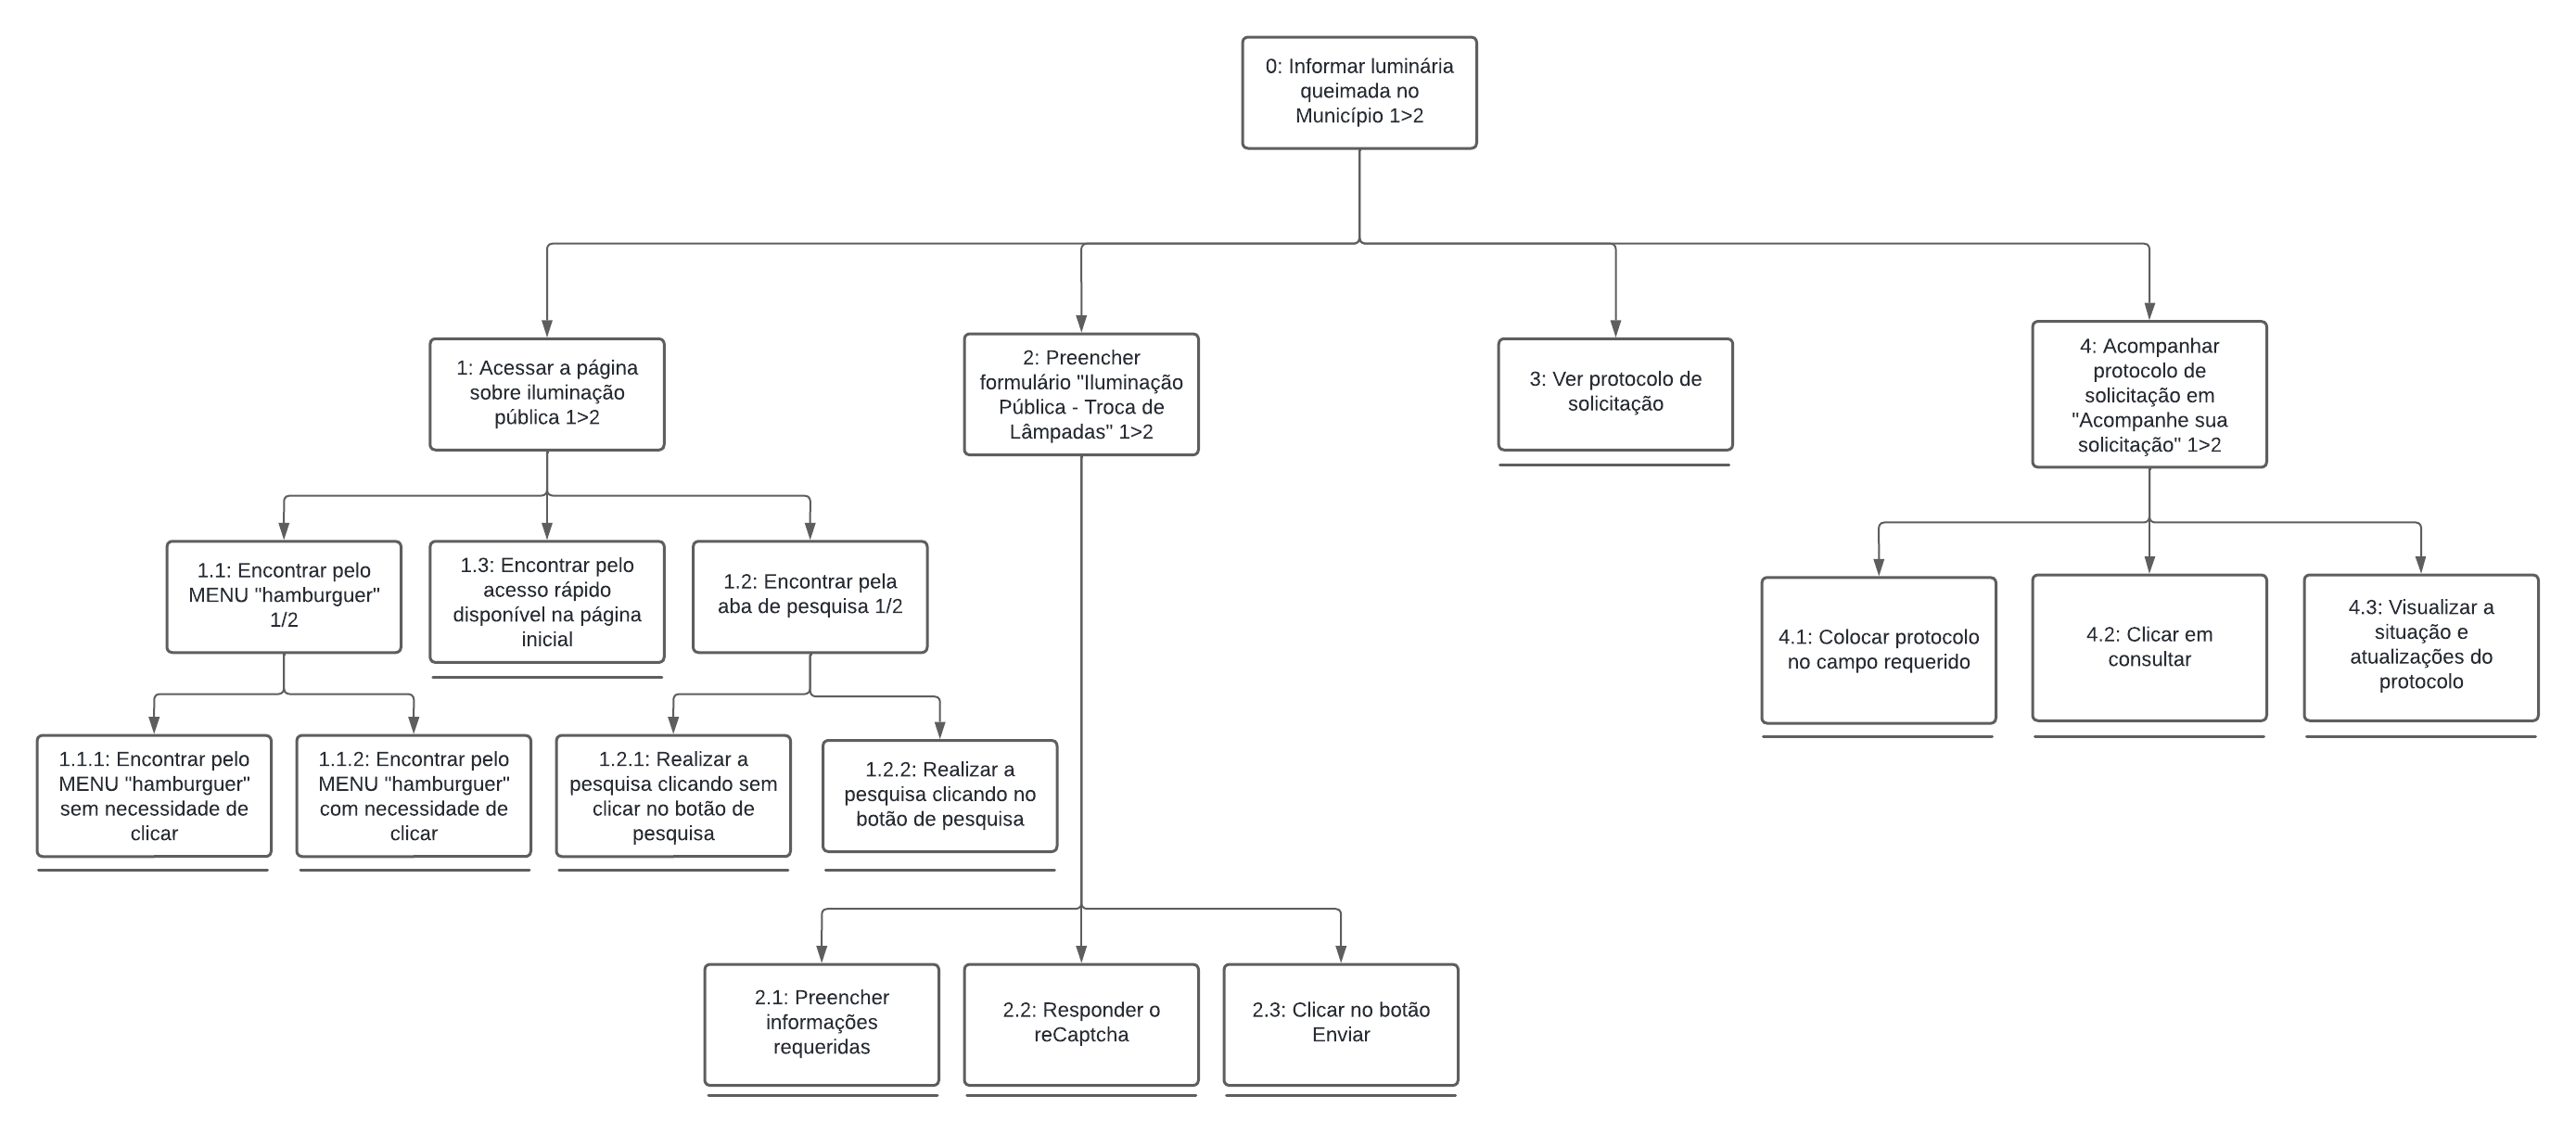 0: Informar luminária
queimada no
Município 1>2
1: Acessar a página
sobre iluminação
pública 1>2
2: Preencher
formulário "Iluminação
Pública - Troca de
Lâmpadas" 1>2
3: Ver protocolo de
solicitação
4: Acompanhar
protocolo de
solicitação em
"Acompanhe sua
solicitação" 1>2
1.1: Encontrar pelo
MENU "hamburguer"
1/2
1.3: Encontrar pelo
acesso rápido
disponível na página
inicial
1.2: Encontrar pela
aba de pesquisa 1/2
4.1: Colocar protocolo
no campo requerido
4.2: Clicar em
consultar
4.3: Visualizar a
situação e
atualizações do
protocolo
1.1.1: Encontrar pelo
MENU "hamburguer"
sem necessidade de
clicar
1.1.2: Encontrar pelo
MENU "hamburguer"
com necessidade de
clicar
1.2.1: Realizar a
pesquisa clicando sem
clicar no botão de
pesquisa
1.2.2: Realizar a
pesquisa clicando no
botão de pesquisa
2.1: Preencher
informações
requeridas
2.2: Responder o
reCaptcha
2.3: Clicar no botão
Enviar